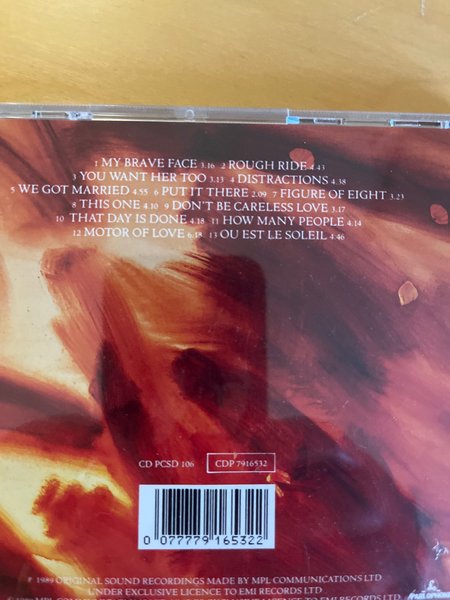 1 MY BRAVE FACE 3.16 2 ROUGH RIDE 4.43
3 YOU WANT HER TOO 3.13 4 DISTRACTIONS 4.38
5 WE GOT MARRIED 4.55 6 PUT IT THERE 2.09 7 FIGURE OF EIGHT 3.23
8 THIS ONE 4.10 9 DON'T BE CARELESS LOVE 3.17
10 THAT DAY IS DONE 4.18 11 HOW MANY PEOPLE 4.14
12 MOTOR OF LOVE 6.18 13 OU EST LE SOLEIL 4.46
CD PCSD 106 CDP 7916532
0 077779 165322
℗ 1989 ORIGINAL SOUND RECORDINGS MADE BY MPL COMMUNICATIONS LTD
UNDER EXCLUSIVE LICENCE TO EMI RECORDS LTD
PARLOPHONE